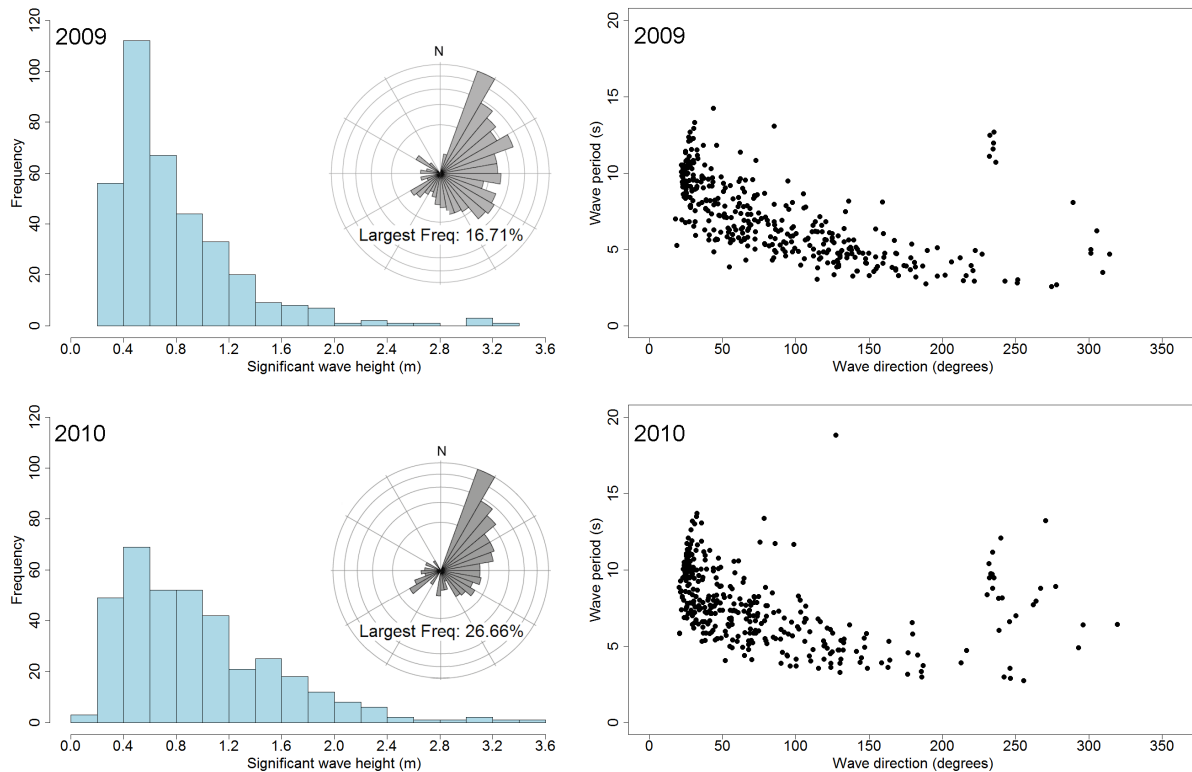 2009
Frequency
0 20 40 60 80 100 120
N
Largest Freq: 16.71%
0.0 0.4 0.8 1.2 1.6 2.0 2.4 2.8 3.2 3.6
Significant wave height (m)
2009
Wave period (s)
0 5 10 15 20
0 50 100 150 200 250 300 350
Wave direction (degrees)
2010
Frequency
0 20 40 60 80 100 120
N
Largest Freq: 26.66%
0.0 0.4 0.8 1.2 1.6 2.0 2.4 2.8 3.2 3.6
Significant wave height (m)
2010
Wave period (s)
0 5 10 15 20
0 50 100 150 200 250 300 350
Wave direction (degrees)